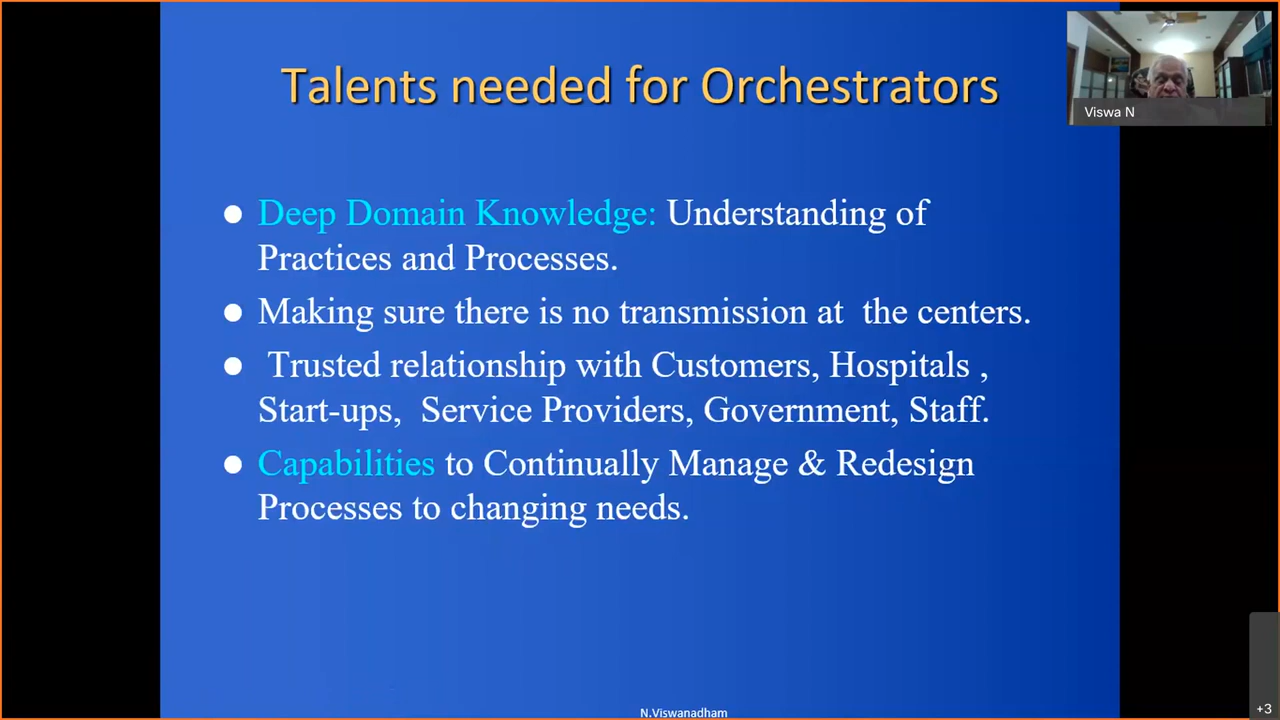 Talents needed for Orchestrators
Viswa N
● Deep Domain Knowledge: Understanding of
Practices and Processes.
● Making sure there is no transmission at  the centers.
●  Trusted relationship with Customers, Hospitals ,
Start-ups,  Service Providers, Government, Staff.
● Capabilities to Continually Manage & Redesign
Processes to changing needs.
N.Viswanadham
+3